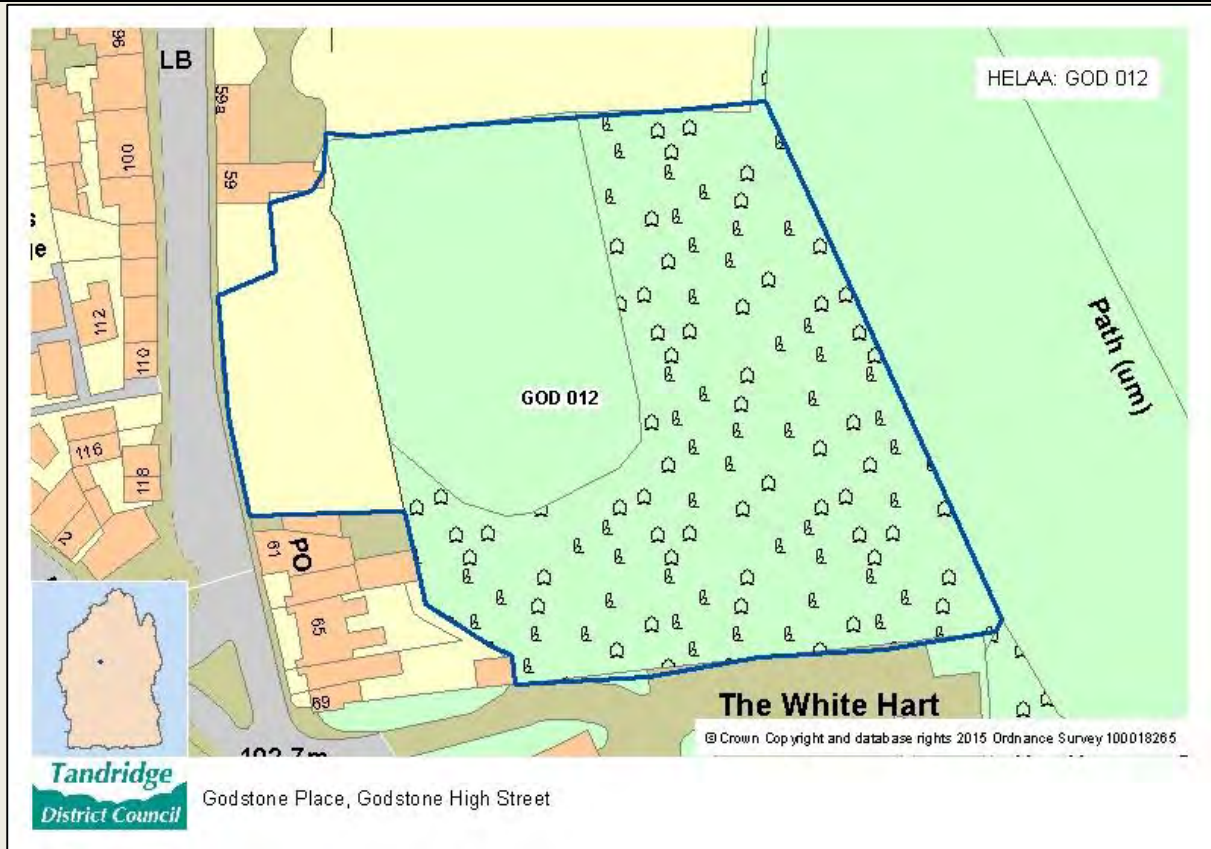 HELAA: GOD 012
96
LB
59a
59
100
112
110
116
118
2
GOD 012
Path (um)
61
PO
65
69
The White Hart
102.7m
© Crown Copyright and database rights 2015 Ordnance Survey 100018265
Tandridge
District Council
Godstone Place, Godstone High Street